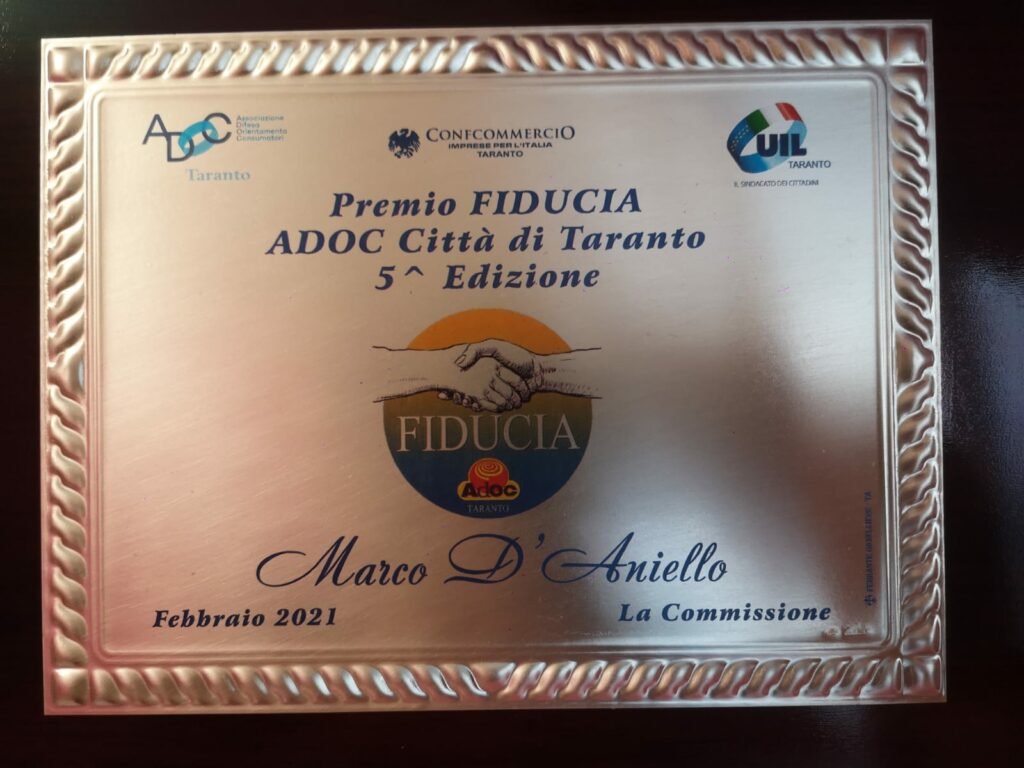 ADOC
Associazione
Difesa
Orientamento
Consumatori
Taranto
CONFCOMMERCIO
IMPRESE PER L'ITALIA
TARANTO
UIL
TARANTO
IL SINDACATO DEI CITTADINI
Premio FIDUCIA
ADOC Città di Taranto
5^ Edizione
FIDUCIA
Adoc
TARANTO
Marco D'Aniello
Febbraio 2021
La Commissione